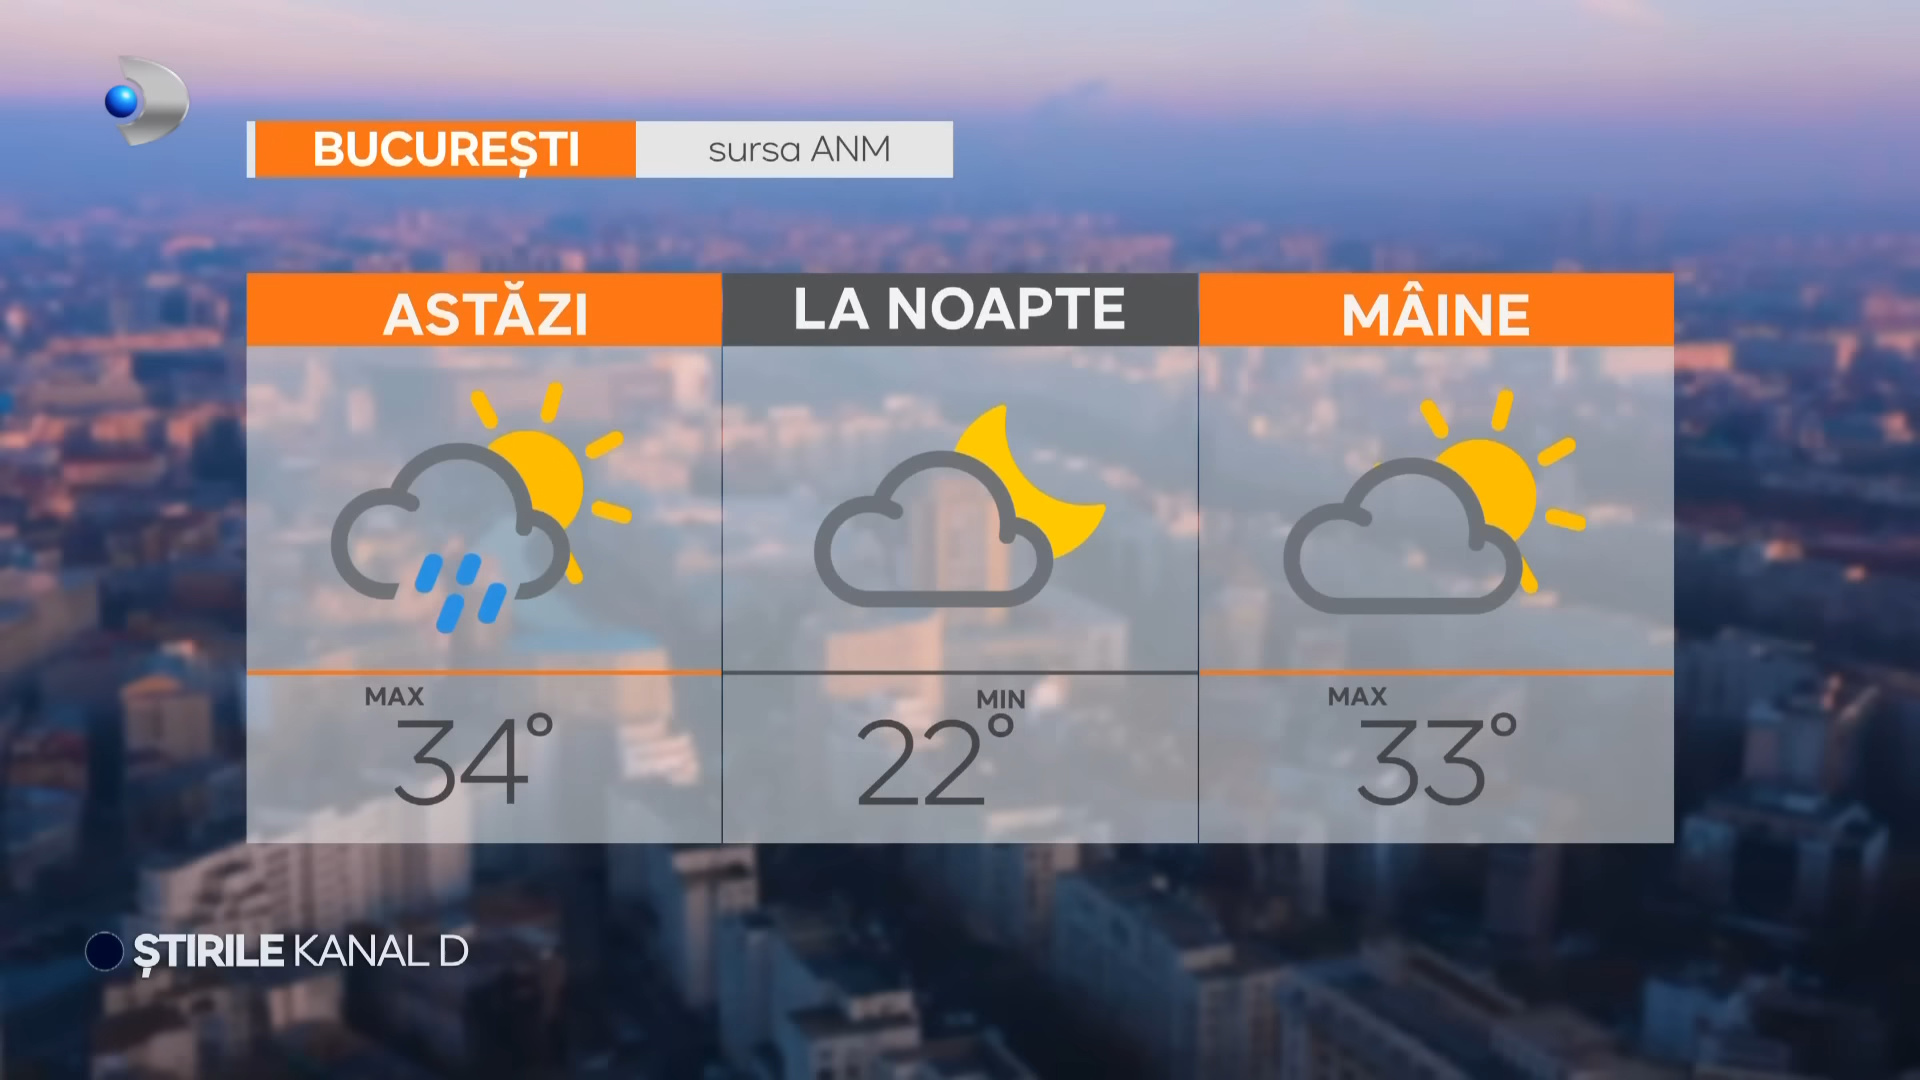 BUCUREȘTI sursa ANM
ASTĂZI
LA NOAPTE
MÂINE
MAX
34°
MIN
22°
MAX
33°
ȘTIRILE KANAL D